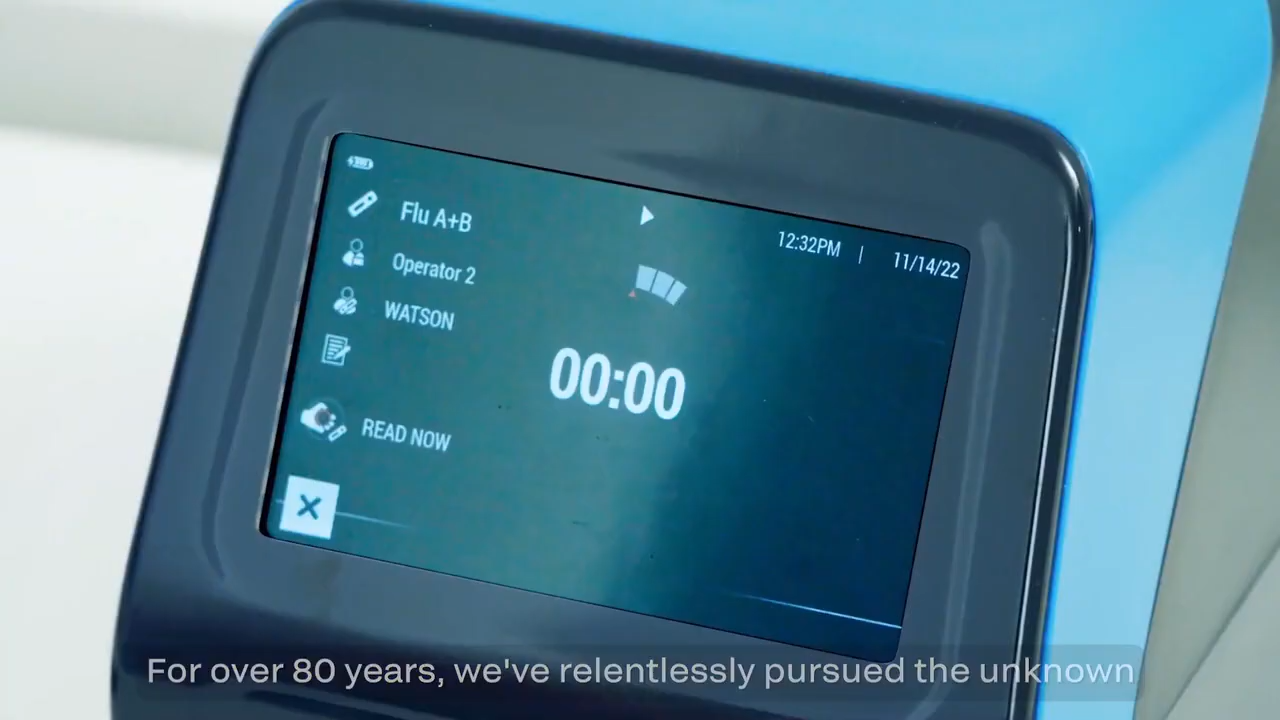 Flu A+B
12:32PM | 11/14/22
Operator 2
WATSON
00:00
READ NOW
For over 80 years, we've relentlessly pursued the unknown